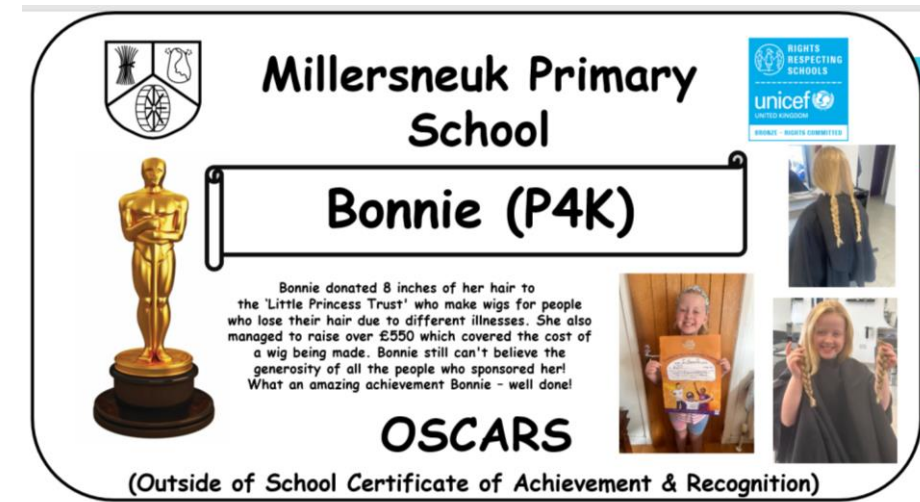 Millersneuk Primary
School
RIGHTS
RESPECTING
SCHOOLS
unicef
UNITED KINGDOM
BRONZE - RIGHTS COMMITTED
Bonnie (P4K)
Bonnie donated 8 inches of her hair to
the 'Little Princess Trust' who make wigs for people
who lose their hair due to different illnesses. She also
managed to raise over £550 which covered the cost of
a wig being made. Bonnie still can't believe the
generosity of all the people who sponsored her!
What an amazing achievement Bonnie - well done!
OSCARS
(Outside of School Certificate of Achievement & Recognition)